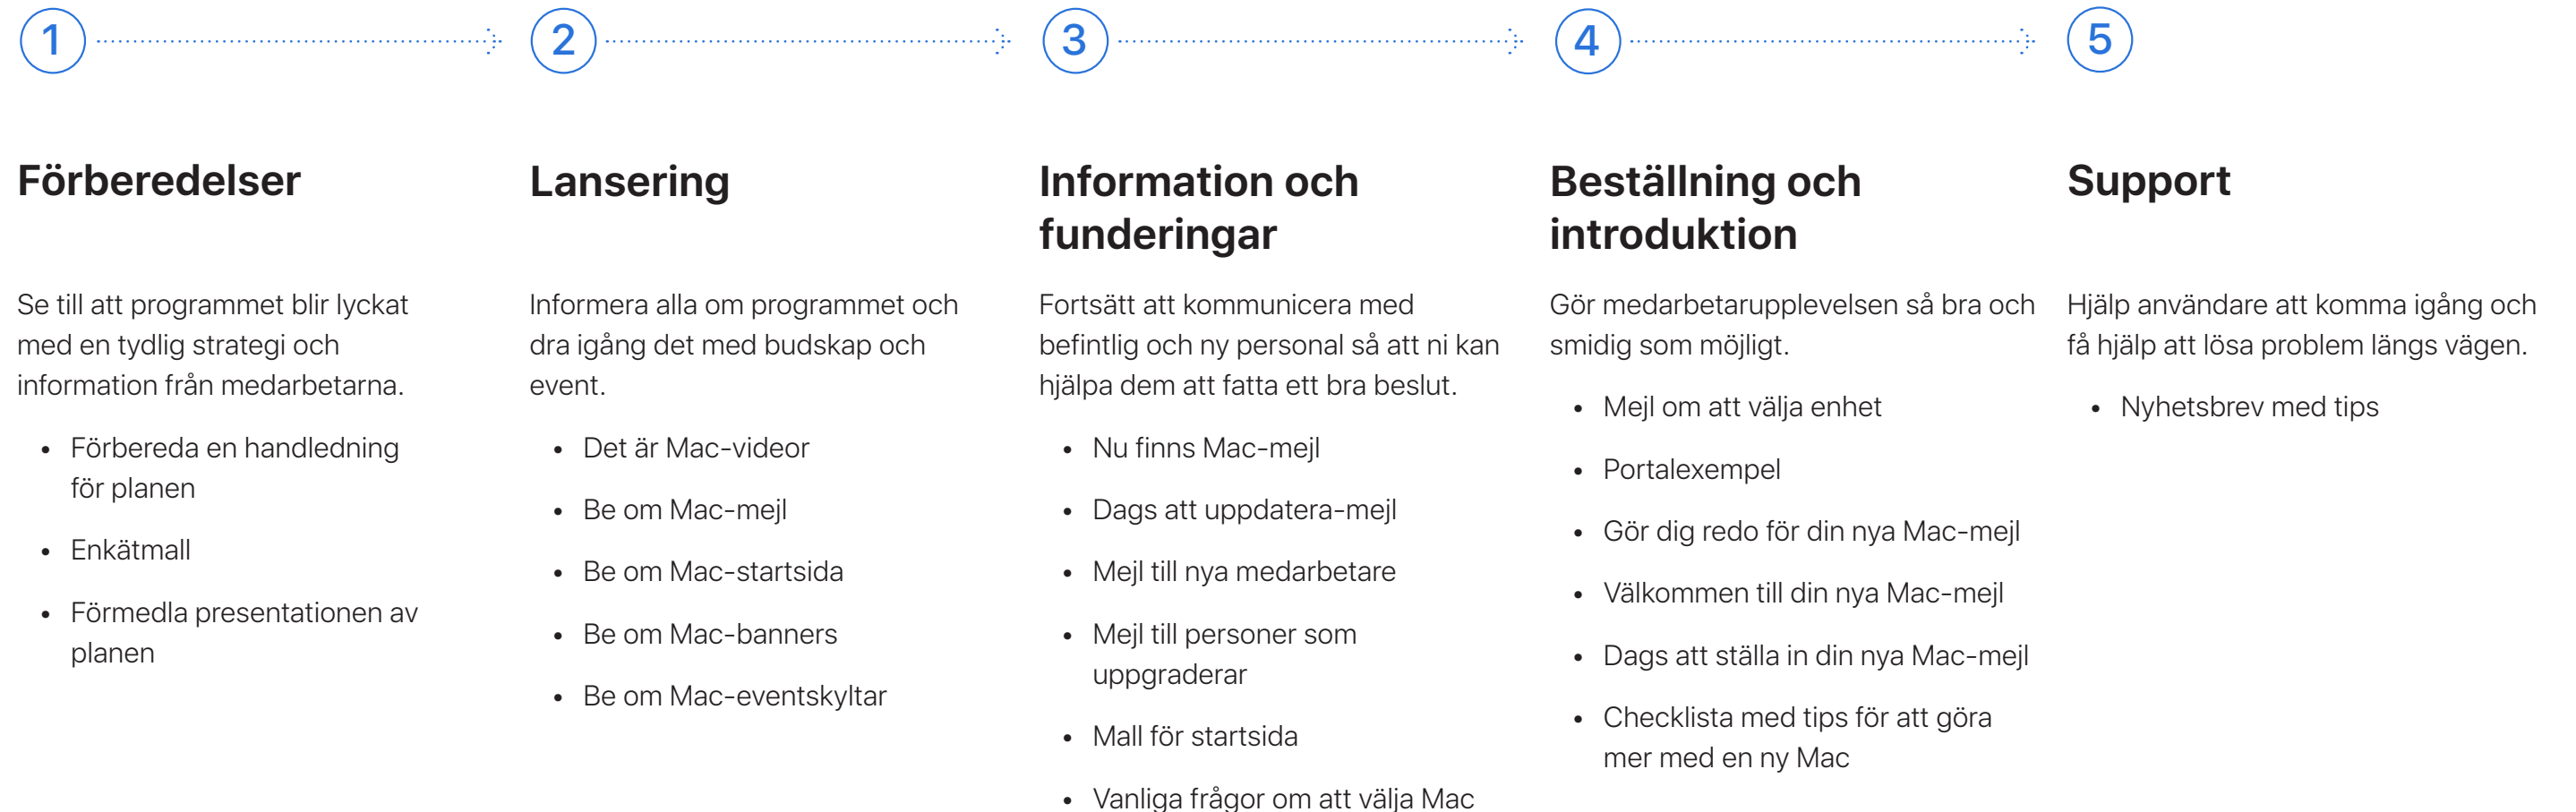 1
2
3
4
5
Förberedelser
Se till att programmet blir lyckat
med en tydlig strategi och
information från medarbetarna.
• Förbereda en handledning
för planen
• Enkätmall
• Förmedla presentationen av
planen
Lansering
Informera alla om programmet och
dra igång det med budskap och
event.
• Det är Mac-videor
• Be om Mac-mejl
• Be om Mac-startsida
• Be om Mac-banners
• Be om Mac-eventskyltar
Information och
funderingar
Fortsätt att kommunicera med
befintlig och ny personal så att ni kan
hjälpa dem att fatta ett bra beslut.
• Nu finns Mac-mejl
• Dags att uppdatera-mejl
• Mejl till nya medarbetare
• Mejl till personer som
uppgraderar
• Mall för startsida
• Vanliga frågor om att välja Mac
Beställning och
introduktion
Gör medarbetarupplevelsen så bra och
smidig som möjligt.
• Mejl om att välja enhet
• Portalexempel
• Gör dig redo för din nya Mac-mejl
• Välkommen till din nya Mac-mejl
• Dags att ställa in din nya Mac-mejl
• Checklista med tips för att göra
mer med en ny Mac
Support
Hjälp användare att komma igång och
få hjälp att lösa problem längs vägen.
• Nyhetsbrev med tips